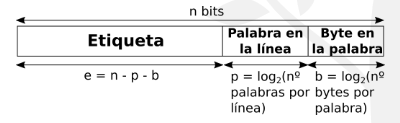 n bits
Etiqueta
Palabra en
la línea
Byte en
la palabra
e = n - p - b
p = log₂(nº
palabras por
línea)
b = log₂(nº
bytes por
palabra)